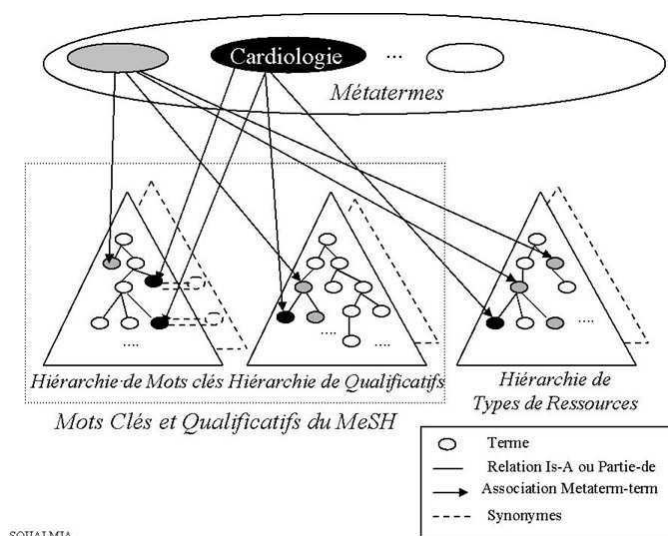 Cardiologie
...
Métatermes
....
....
....
Hiérarchie de Mots clés
Hiérarchie de Qualificatifs
Hiérarchie de
Types de Ressources
Mots Clés et Qualificatifs du MeSH
Terme
Relation Is-A ou Partie-de
Association Metaterm-term
Synonymes